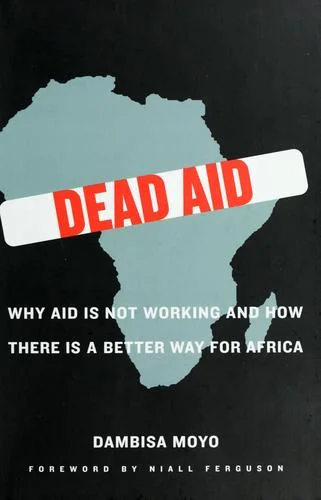 DEAD AID
WHY AID IS NOT WORKING AND HOW
THERE IS A BETTER WAY FOR AFRICA
DAMBISA MOYO
FOREWORD BY NIALL FERGUSON